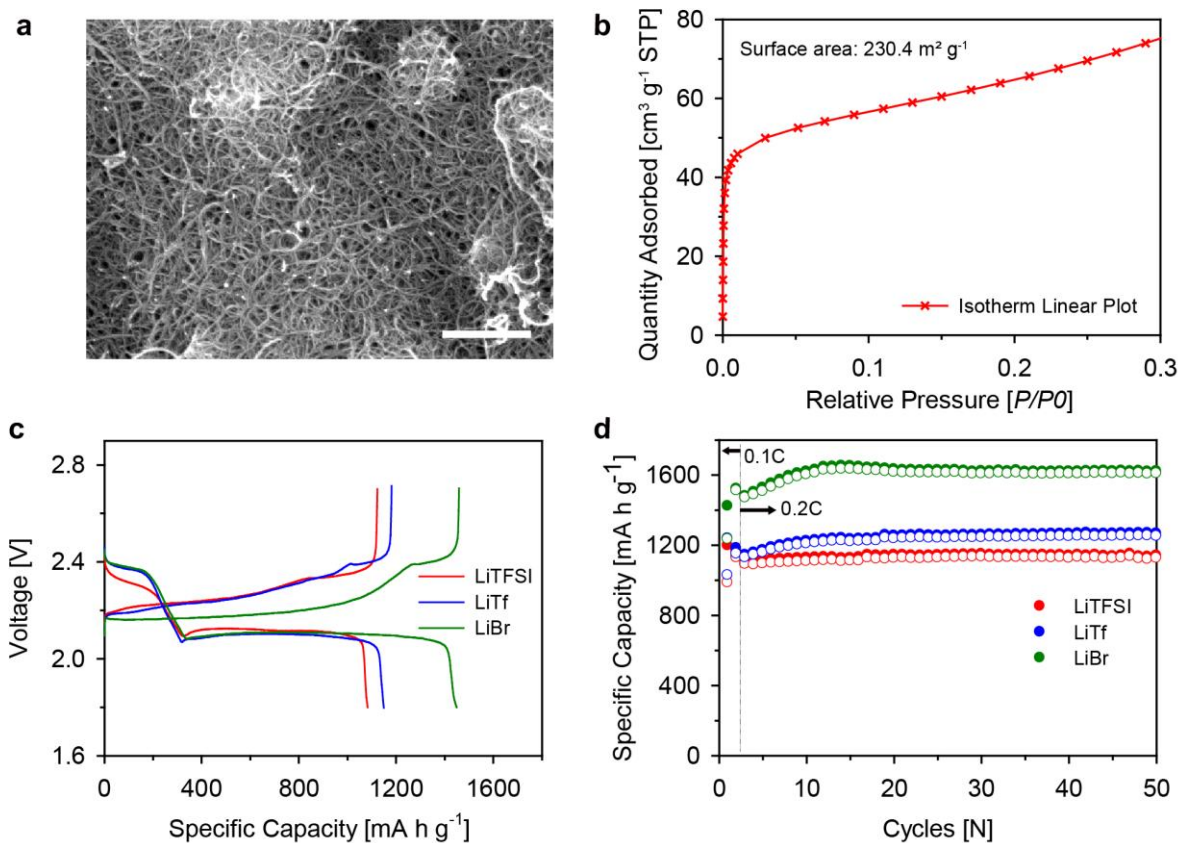 a
b
Quantity Adsorbed [cm³ g⁻¹ STP]
80
60
40
20
0
Surface area: 230.4 m² g⁻¹
Isotherm Linear Plot
0.0 0.1 0.2 0.3
Relative Pressure [P/P0]
c
Voltage [V]
2.8
2.4
2.0
1.6
LiTFSI
LiTf
LiBr
0 400 800 1200 1600
Specific Capacity [mA h g⁻¹]
d
Specific Capacity [mA h g⁻¹]
1600
1200
800
400
0
0.1C
0.2C
LiTFSI
LiTf
LiBr
0 10 20 30 40 50
Cycles [N]